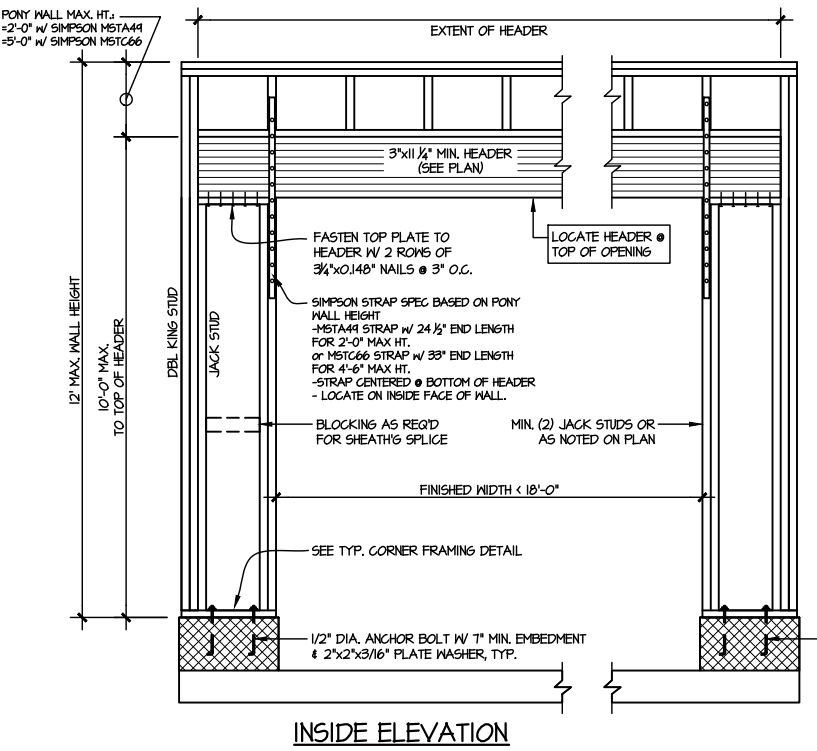 PONY WALL MAX. HT.:
=2'-0" W/ SIMPSON MSTA49
=5'-0" W/ SIMPSON MSTC66
EXTENT OF HEADER
3"x11 1/4" MIN. HEADER
(SEE PLAN)
FASTEN TOP PLATE TO
HEADER W/ 2 ROWS OF
3/4"x0.148" NAILS @ 3" O.C.
LOCATE HEADER @
TOP OF OPENING
SIMPSON STRAP SPEC BASED ON PONY
WALL HEIGHT
-MSTA49 STRAP w/ 24 1/2" END LENGTH
FOR 2'-0" MAX HT.
or MSTC66 STRAP w/ 33" END LENGTH
FOR 4'-6" MAX HT.
-STRAP CENTERED @ BOTTOM OF HEADER
- LOCATE ON INSIDE FACE OF WALL.
12' MAX. WALL HEIGHT
10'-0" MAX.
TO TOP OF HEADER
DBL KING STUD
JACK STUD
BLOCKING AS REQ'D
FOR SHEATH'G SPLICE
MIN. (2) JACK STUDS OR
AS NOTED ON PLAN
FINISHED WIDTH < 18'-0"
SEE TYP. CORNER FRAMING DETAIL
1/2" DIA. ANCHOR BOLT W/ 7" MIN. EMBEDMENT
& 2"x2"x3/16" PLATE WASHER, TYP.
INSIDE ELEVATION